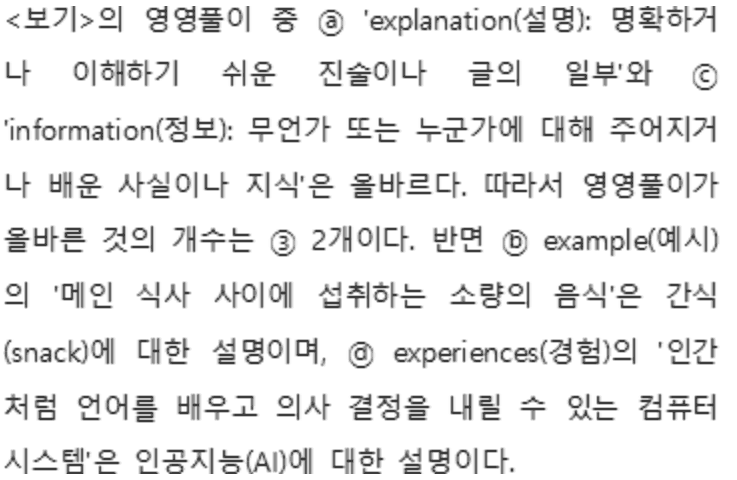 <보기>의 영영풀이 중 ⓐ 'explanation(설명): 명확하거
나 이해하기 쉬운 진술이나 글의 일부'와 ⓒ
'information(정보): 무언가 또는 누군가에 대해 주어지거
나 배운 사실이나 지식'은 올바르다. 따라서 영영풀이가
올바른 것의 개수는 ③ 2개이다. 반면 ⓑ example(예시)
의 '메인 식사 사이에 섭취하는 소량의 음식'은 간식
(snack)에 대한 설명이며, ⓓ experiences(경험)의 '인간
처럼 언어를 배우고 의사 결정을 내릴 수 있는 컴퓨터
시스템'은 인공지능(AI)에 대한 설명이다.